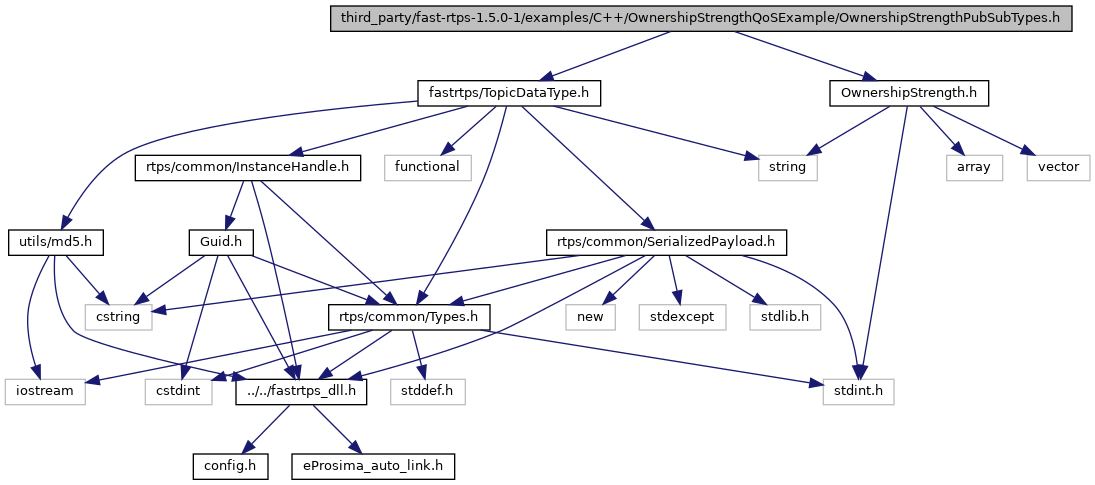 third_party/fast-rtps-1.5.0-1/examples/C++/OwnershipStrengthQoSExample/OwnershipStrengthPubSubTypes.h
fastrtps/TopicDataType.h
OwnershipStrength.h
rtps/common/InstanceHandle.h
functional
string
array
vector
utils/md5.h
Guid.h
rtps/common/SerializedPayload.h
cstring
rtps/common/Types.h
new
stdexcept
stdlib.h
iostream
cstdint
../../fastrtps_dll.h
stddef.h
stdint.h
config.h
eProsima_auto_link.h